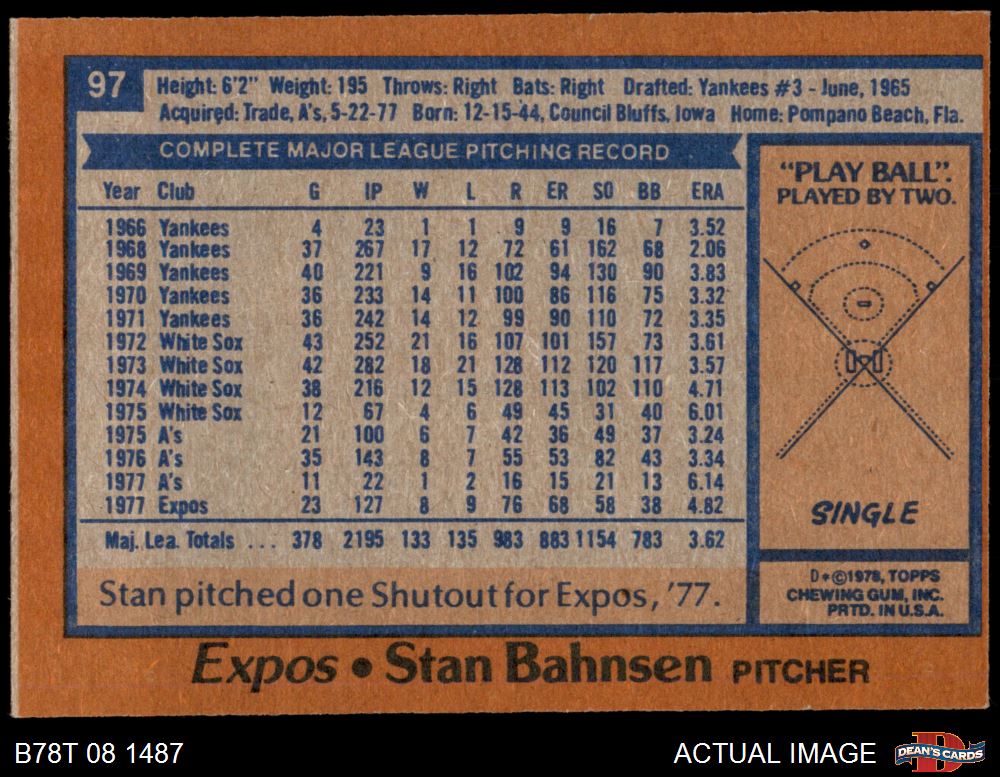 97
Height: 6'2" Weight: 195 Throws: Right Bats: Right Drafted: Yankees #3 - June, 1965
Acquired: Trade, A's, 5-22-77 Born: 12-15-44, Council Bluffs, Iowa Home: Pompano Beach, Fla.
COMPLETE MAJOR LEAGUE PITCHING RECORD
Year Club G IP W L R ER SO BB ERA
1966 Yankees 4 23 1 1 9 9 16 7 3.52
1968 Yankees 37 267 17 12 72 61 162 68 2.06
1969 Yankees 40 221 9 16 102 94 130 90 3.83
1970 Yankees 36 233 14 11 100 86 116 75 3.32
1971 Yankees 36 242 14 12 99 90 110 72 3.35
1972 White Sox 43 252 21 16 107 101 157 73 3.61
1973 White Sox 42 282 18 21 128 112 120 117 3.57
1974 White Sox 38 216 12 15 128 113 102 110 4.71
1975 White Sox 12 67 4 6 49 45 31 40 6.01
1975 A's 21 100 6 7 42 36 49 37 3.24
1976 A's 35 143 8 7 55 53 82 43 3.34
1977 A's 11 22 1 2 16 15 21 13 6.14
1977 Expos 23 127 8 9 76 68 58 38 4.82
Maj. Lea. Totals ... 378 2195 133 135 983 883 1154 783 3.62
Stan pitched one Shutout for Expos, '77.
"PLAY BALL".
PLAYED BY TWO.
SINGLE
D*©1978, TOPPS
CHEWING GUM, INC.
PRTD. IN U.S.A.
Expos • Stan Bahnsen PITCHER
B78T 08 1487
ACTUAL IMAGE
D
DEAN'S CARDS